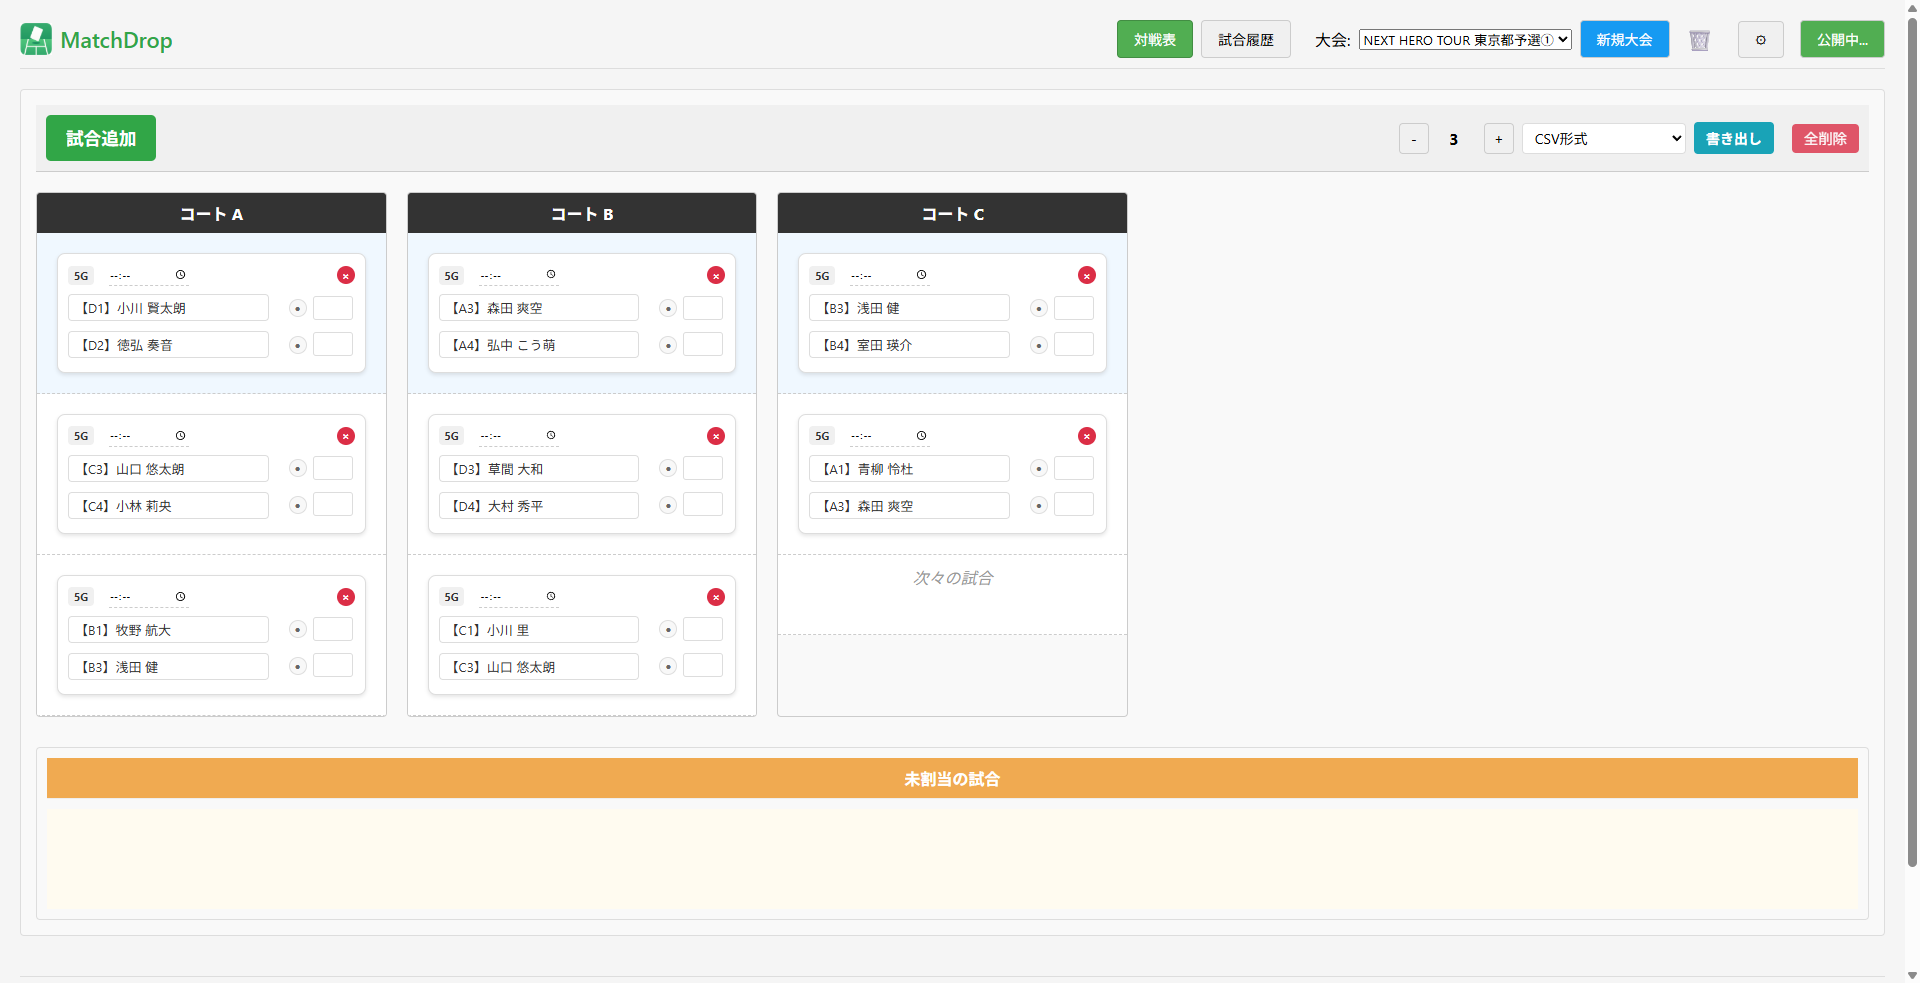 MatchDrop
対戦表
試合履歴
大会:
NEXT HERO TOUR 東京都予選①
新規大会
公開中...
試合追加
-
3
+
CSV形式
書き出し
全削除
コート A
5G
--:--
【D1】小川 賢太朗
【D2】徳弘 奏音
5G
--:--
【C3】山口 悠太朗
【C4】小林 莉央
5G
--:--
【B1】牧野 航大
【B3】浅田 健
コート B
5G
--:--
【A3】森田 爽空
【A4】弘中 こう萌
5G
--:--
【D3】草間 大和
【D4】大村 秀平
5G
--:--
【C1】小川 里
【C3】山口 悠太朗
コート C
5G
--:--
【B3】浅田 健
【B4】室田 瑛介
5G
--:--
【A1】青柳 怜杜
【A3】森田 爽空
次々の試合
未割当の試合